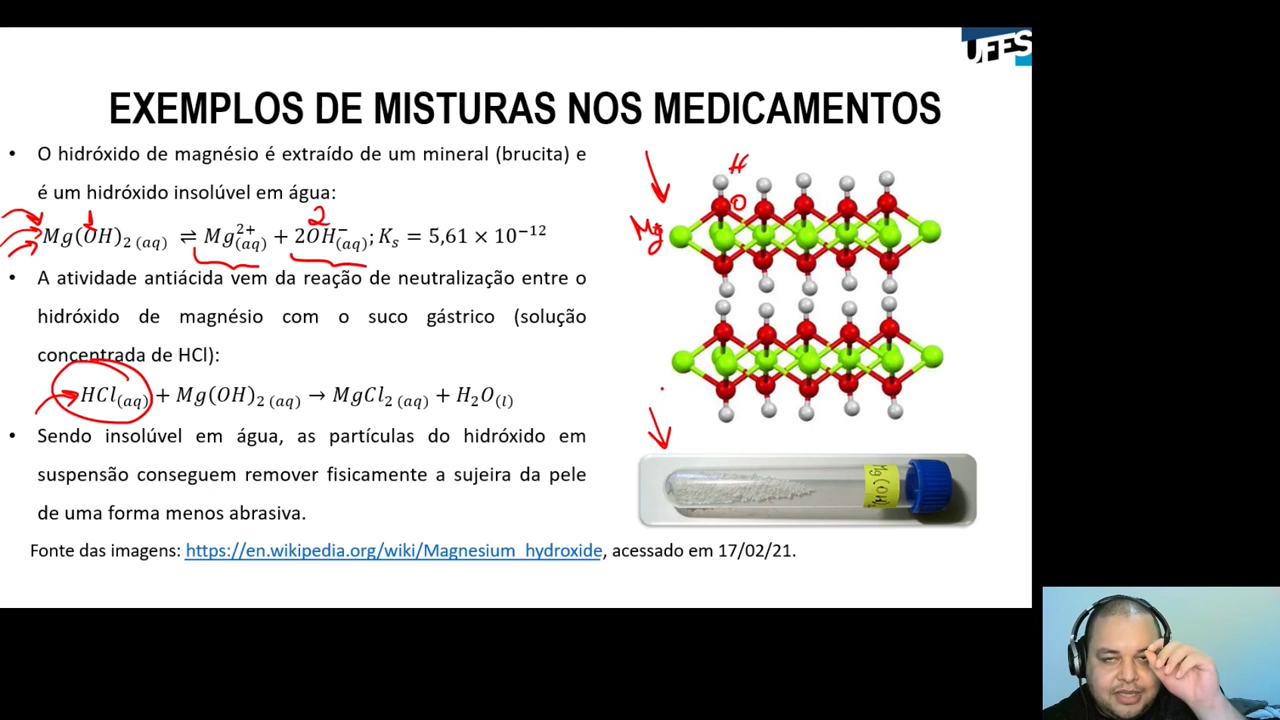 UFES
EXEMPLOS DE MISTURAS NOS MEDICAMENTOS
• O hidróxido de magnésio é extraído de um mineral (brucita) e
é um hidróxido insolúvel em água:
1 2
Mg(OH)₂ (aq) ⇌ Mg²⁺(aq) + 2OH⁻(aq); Kₛ = 5,61 × 10⁻¹²
• A atividade antiácida vem da reação de neutralização entre o
hidróxido de magnésio com o suco gástrico (solução
concentrada de HCl):
HCl(aq) + Mg(OH)₂ (aq) → MgCl₂ (aq) + H₂O(l)
• Sendo insolúvel em água, as partículas do hidróxido em
suspensão conseguem remover fisicamente a sujeira da pele
de uma forma menos abrasiva.
H
O
Mg
Mg(OH)₂
Fonte das imagens: https://en.wikipedia.org/wiki/Magnesium_hydroxide, acessado em 17/02/21.